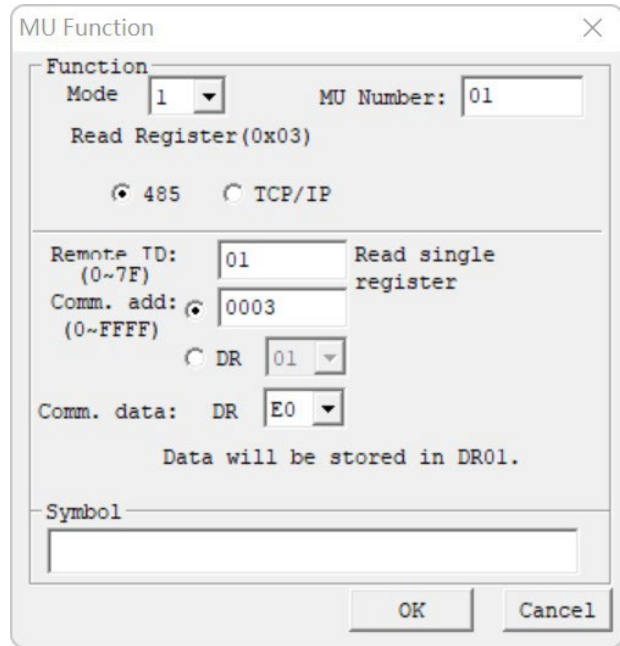 MU Function
Function
Mode 1 MU Number: 01
Read Register(0x03)
485 TCP/IP
Remote ID: 01 Read single
(0~7F) register
Comm. add: 0003
(0~FFFF)
DR 01
Comm. data: DR E0
Data will be stored in DR01.
Symbol
OK Cancel